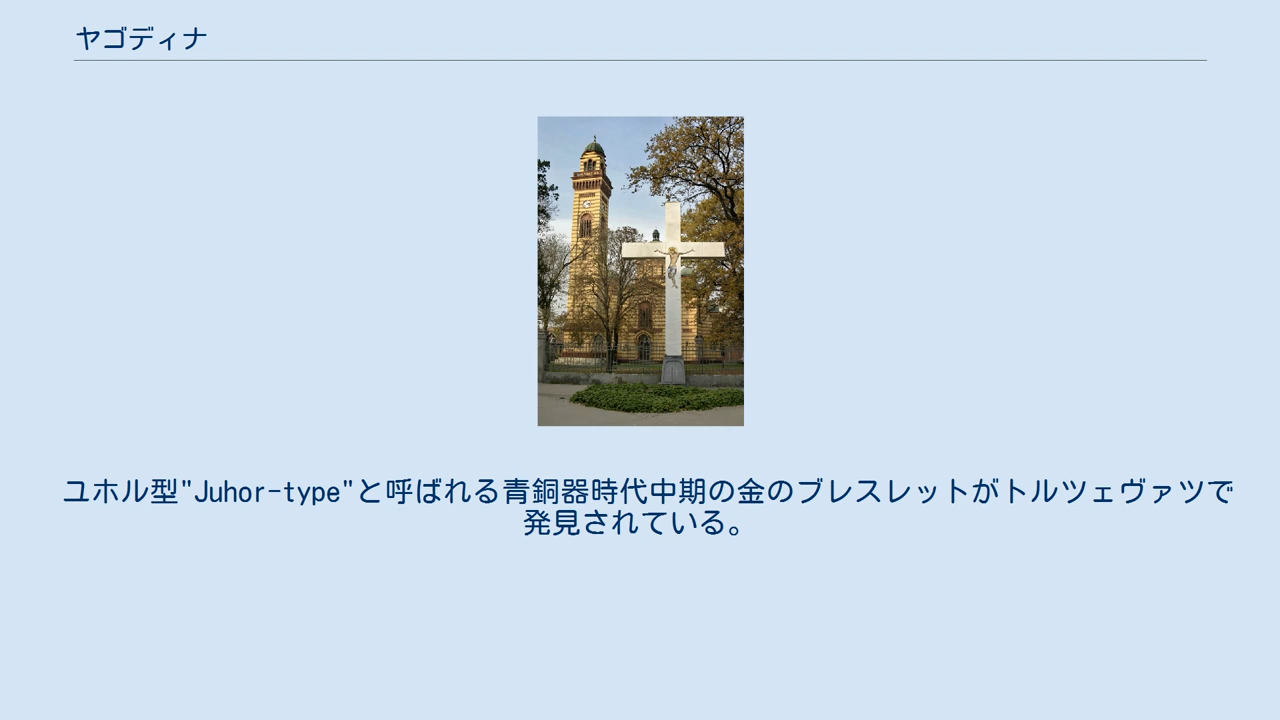 ヤゴディナ
ユホル型"Juhor-type"と呼ばれる青銅器時代中期の金のブレスレットがトルツェヴァツで
発見されている。